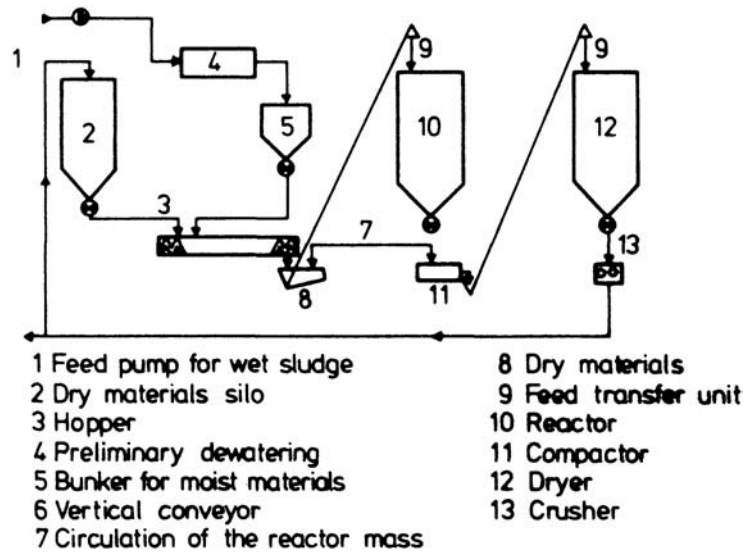 1
2
3
4
5
7
8
9
10
11
9
12
13
1 Feed pump for wet sludge
2 Dry materials silo
3 Hopper
4 Preliminary dewatering
5 Bunker for moist materials
6 Vertical conveyor
7 Circulation of the reactor mass
8 Dry materials
9 Feed transfer unit
10 Reactor
11 Compactor
12 Dryer
13 Crusher